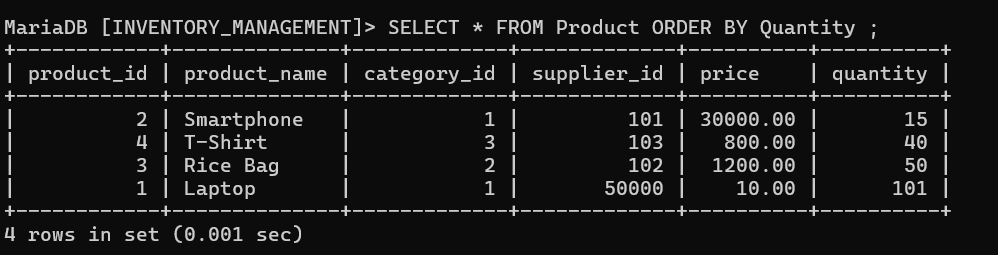 MariaDB [INVENTORY_MANAGEMENT]> SELECT * FROM Product ORDER BY Quantity ;
+------------+--------------+-------------+-------------+----------+----------+
| product_id | product_name | category_id | supplier_id | price    | quantity |
+------------+--------------+-------------+-------------+----------+----------+
|          2 | Smartphone   |           1 |         101 | 30000.00 |       15 |
|          4 | T-Shirt      |           3 |         103 |   800.00 |       40 |
|          3 | Rice Bag     |           2 |         102 |  1200.00 |       50 |
|          1 | Laptop       |           1 |       50000 |    10.00 |      101 |
+------------+--------------+-------------+-------------+----------+----------+
4 rows in set (0.001 sec)